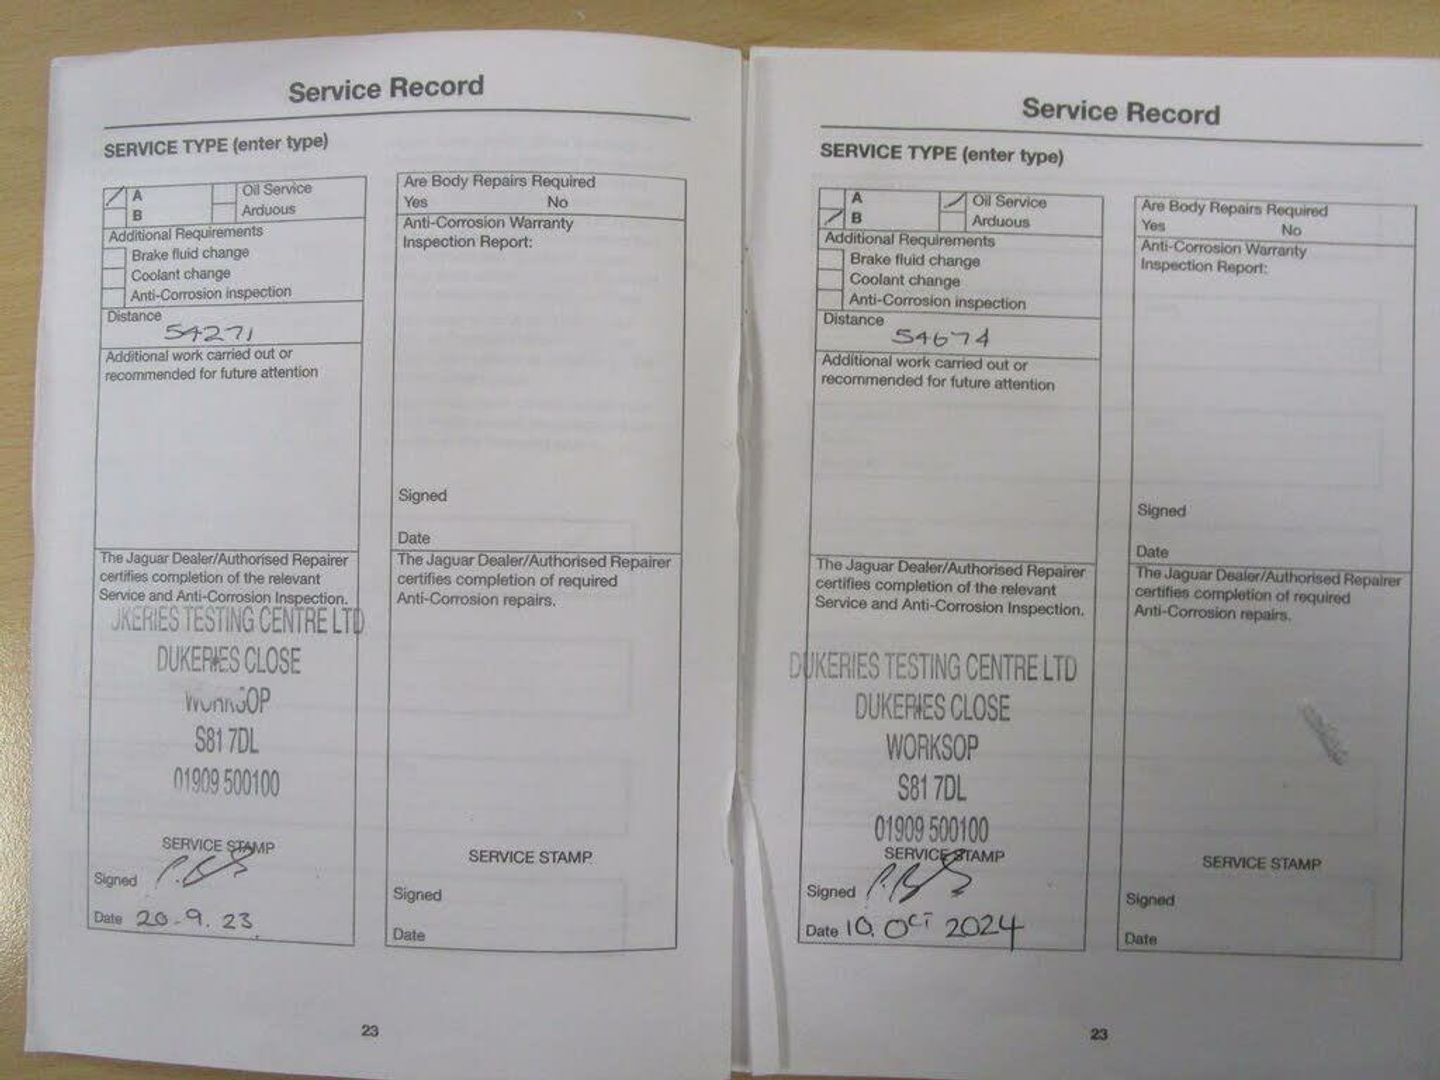 Service Record
SERVICE TYPE (enter type)
A
Oil Service
B
Arduous
Additional Requirements
Brake fluid change
Coolant change
Anti-Corrosion inspection
Distance
54271
Additional work carried out or
recommended for future attention
The Jaguar Dealer/Authorised Repairer
certifies completion of the relevant
Service and Anti-Corrosion Inspection.
UKERIES TESTING CENTRE LTD
DUKERIES CLOSE
WORKSOP
S81 7DL
01909 500100
SERVICE STAMP
Signed
Date 20-9.23
Are Body Repairs Required
Yes No
Anti-Corrosion Warranty
Inspection Report:
Signed
Date
The Jaguar Dealer/Authorised Repairer
certifies completion of required
Anti-Corrosion repairs.
SERVICE STAMP
Signed
Date
23
Service Record
SERVICE TYPE (enter type)
A
Oil Service
B
Arduous
Additional Requirements
Brake fluid change
Coolant change
Anti-Corrosion inspection
Distance
54674
Additional work carried out or
recommended for future attention
The Jaguar Dealer/Authorised Repairer
certifies completion of the relevant
Service and Anti-Corrosion Inspection.
DUKERIES TESTING CENTRE LTD
DUKERIES CLOSE
WORKSOP
S81 7DL
01909 500100
SERVICE STAMP
Signed
Date 10. Oct 2024
Are Body Repairs Required
Yes No
Anti-Corrosion Warranty
Inspection Report:
Signed
Date
The Jaguar Dealer/Authorised Repairer
certifies completion of required
Anti-Corrosion repairs.
SERVICE STAMP
Signed
Date
23